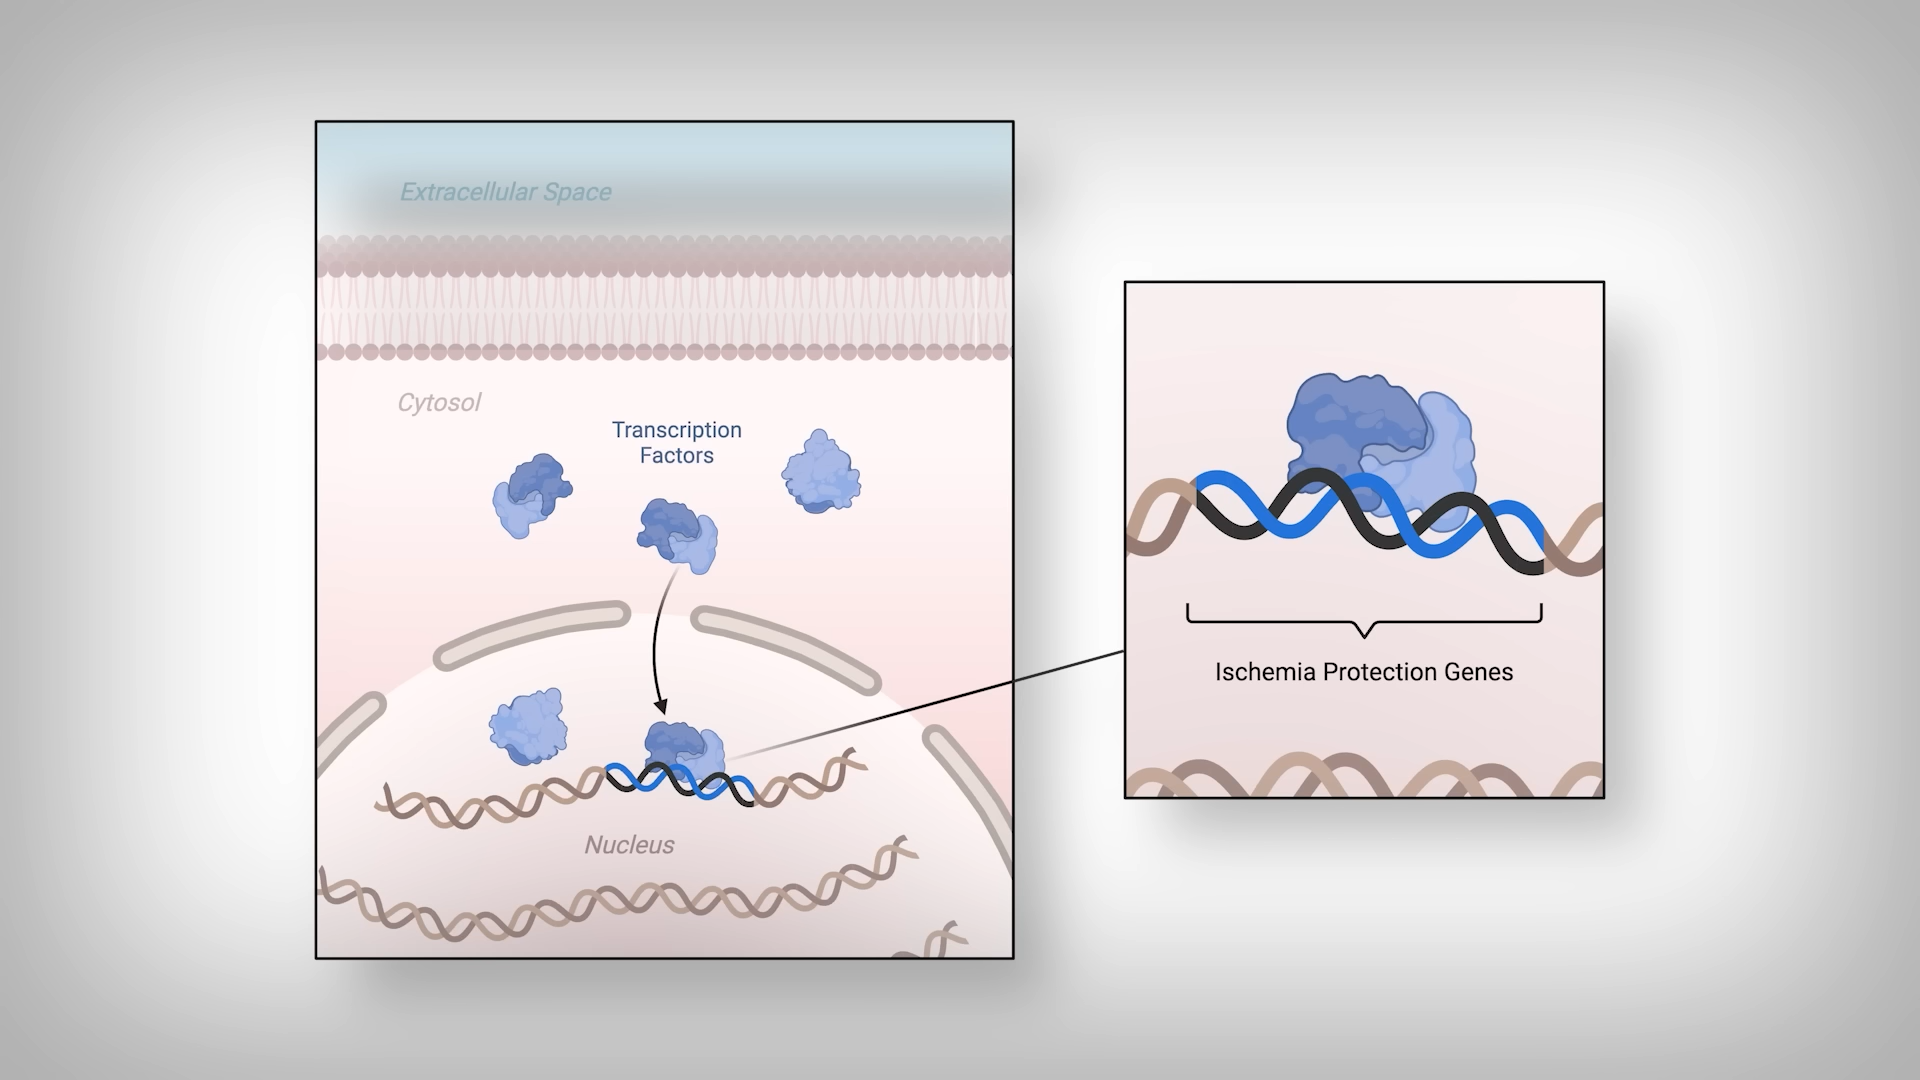 Extracellular Space
Cytosol
Transcription
Factors
Nucleus
Ischemia Protection Genes